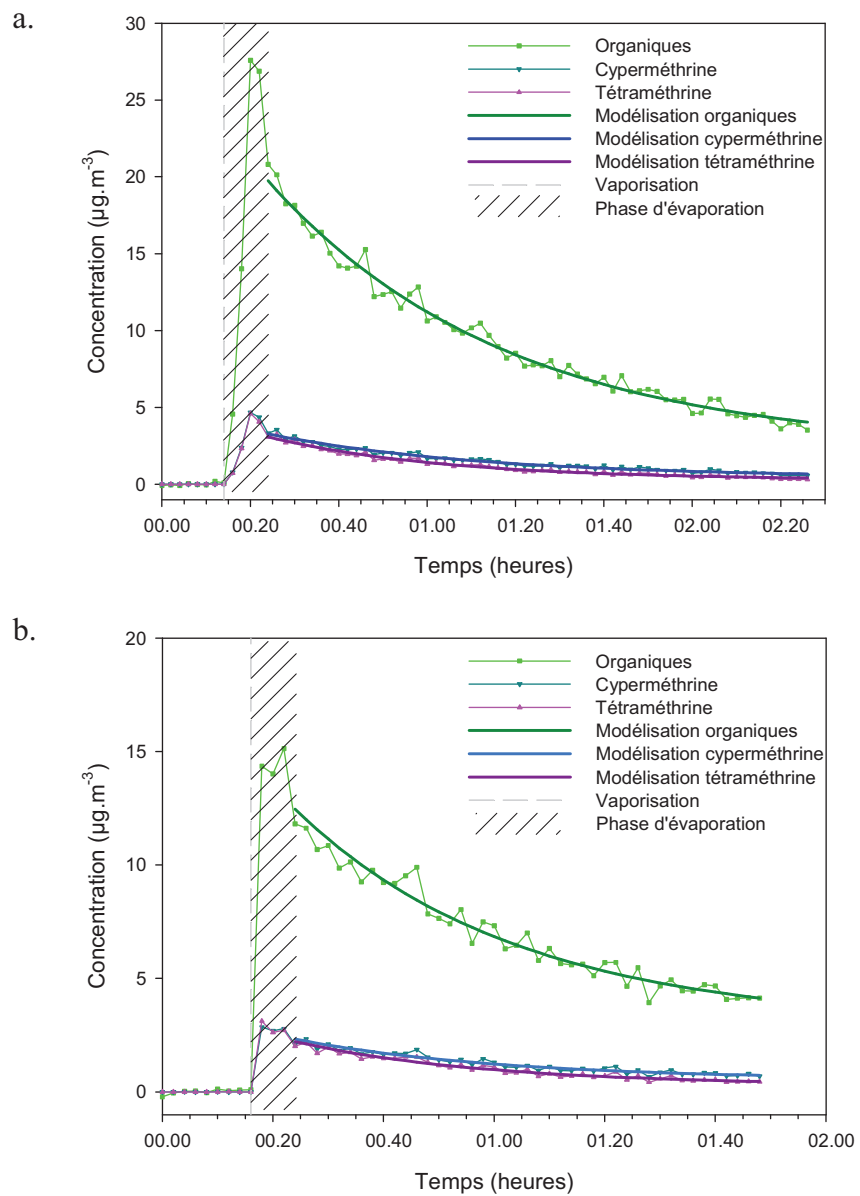 a.
30
25
20
15
10
5
0
Concentration (µg.m-3)
Organiques
Cyperméthrine
Tétraméthrine
Modélisation organiques
Modélisation cyperméthrine
Modélisation tétraméthrine
Vaporisation
Phase d'évaporation
00.00 00.20 00.40 01.00 01.20 01.40 02.00 02.20
Temps (heures)
b.
20
15
10
5
0
Concentration (µg.m-3)
Organiques
Cyperméthrine
Tétraméthrine
Modélisation organiques
Modélisation cyperméthrine
Modélisation tétraméthrine
Vaporisation
Phase d'évaporation
00.00 00.20 00.40 01.00 01.20 01.40 02.00
Temps (heures)